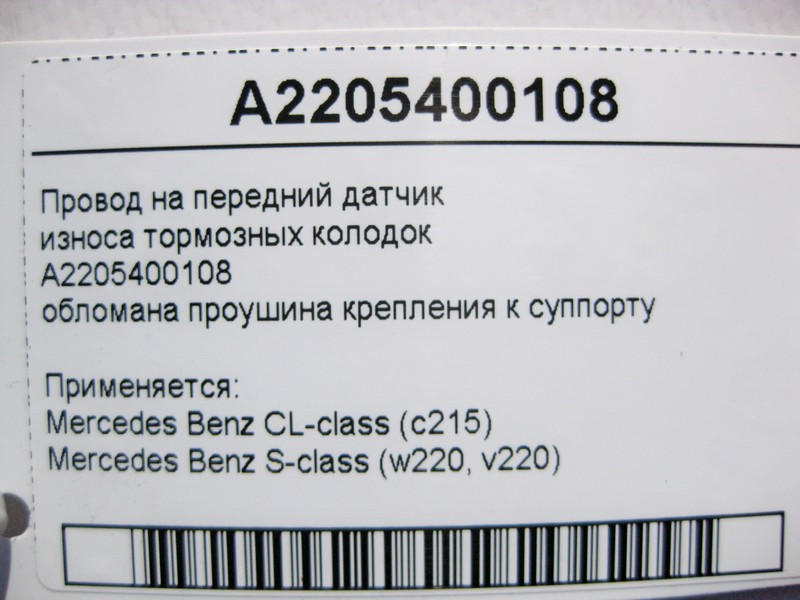 A2205400108
Провод на передний датчик
износа тормозных колодок
A2205400108
обломана проушина крепления к суппорту
Применяется:
Mercedes Benz CL-class (c215)
Mercedes Benz S-class (w220, v220)